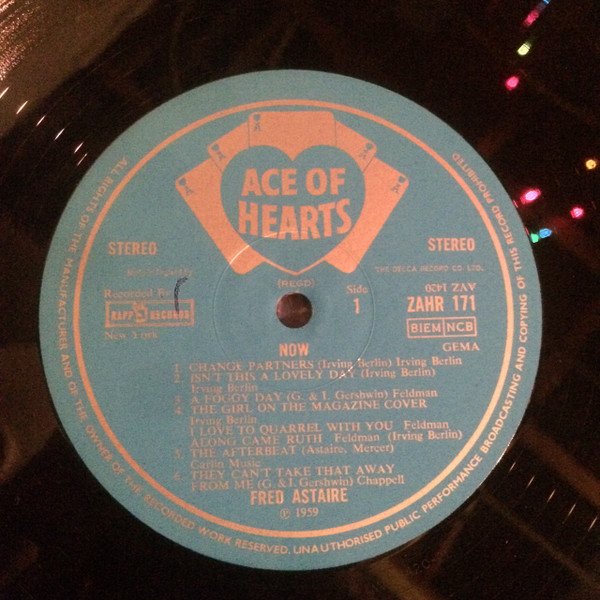 ACE OF
HEARTS
(REGD)
STEREO
STEREO
Made in England by
THE DECCA RECORD CO. LTD.
Recorded
KAPP RECORDS
New York
Side
1
ZAHR 171
BIEM NCB
GEMA
NOW
1. CHANGE PARTNERS (Irving Berlin) Irving Berlin
2. ISN'T THIS A LOVELY DAY (Irving Berlin)
Irving Berlin
3. A FOGGY DAY (G. & I. Gershwin) Feldman
4. THE GIRL ON THE MAGAZINE COVER
Irving Berlin
I LOVE TO QUARREL WITH YOU Feldman
ALONG CAME RUTH Feldman (Irving Berlin)
5. THE AFTERBEAT (Astaire, Mercer)
Carlin Music
6. THEY CAN'T TAKE THAT AWAY
FROM ME (G. & I. Gershwin) Chappell
FRED ASTAIRE
℗ 1959
ALL RIGHTS OF THE MANUFACTURER AND OF THE OWNER OF THE RECORDED WORK RESERVED. UNAUTHORISED PUBLIC PERFORMANCE BROADCASTING AND COPYING OF THIS RECORD PROHIBITED